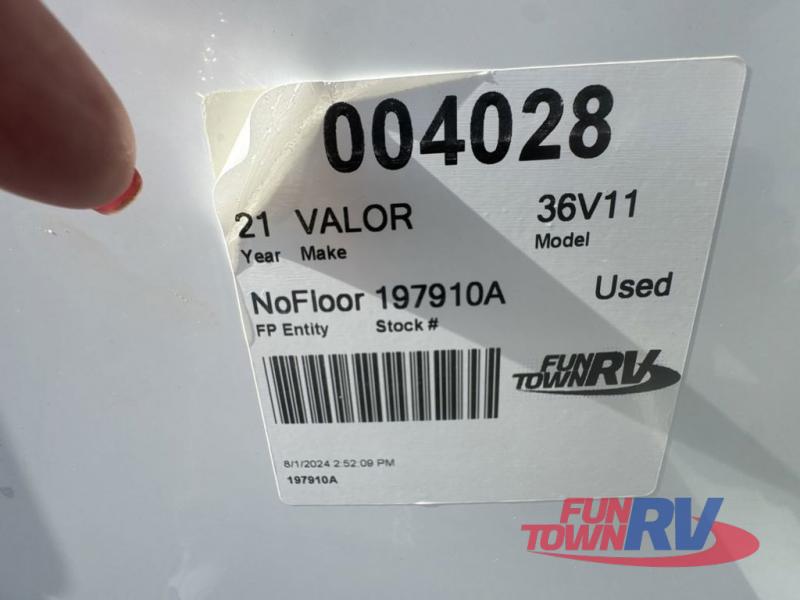 004028
21 VALOR 36V11
Year Make Model
NoFloor 197910A Used
FP Entity Stock #
FUN TOWN RV
8/1/2024 2:52:09 PM
197910A
FUN TOWN RV